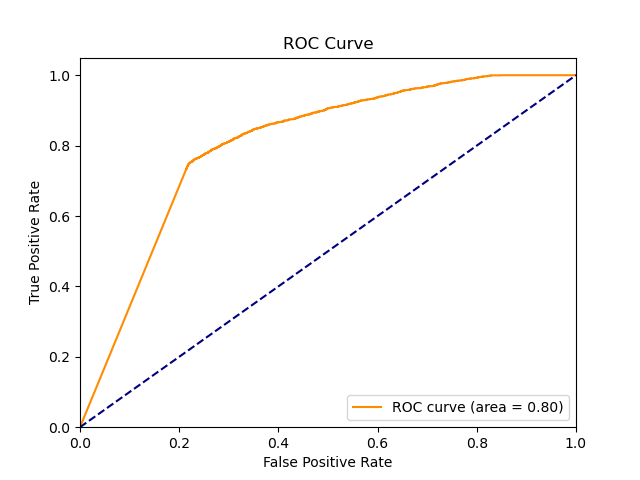 ROC Curve
True Positive Rate
1.0
0.8
0.6
0.4
0.2
0.0
ROC curve (area = 0.80)
0.0 0.2 0.4 0.6 0.8 1.0
False Positive Rate